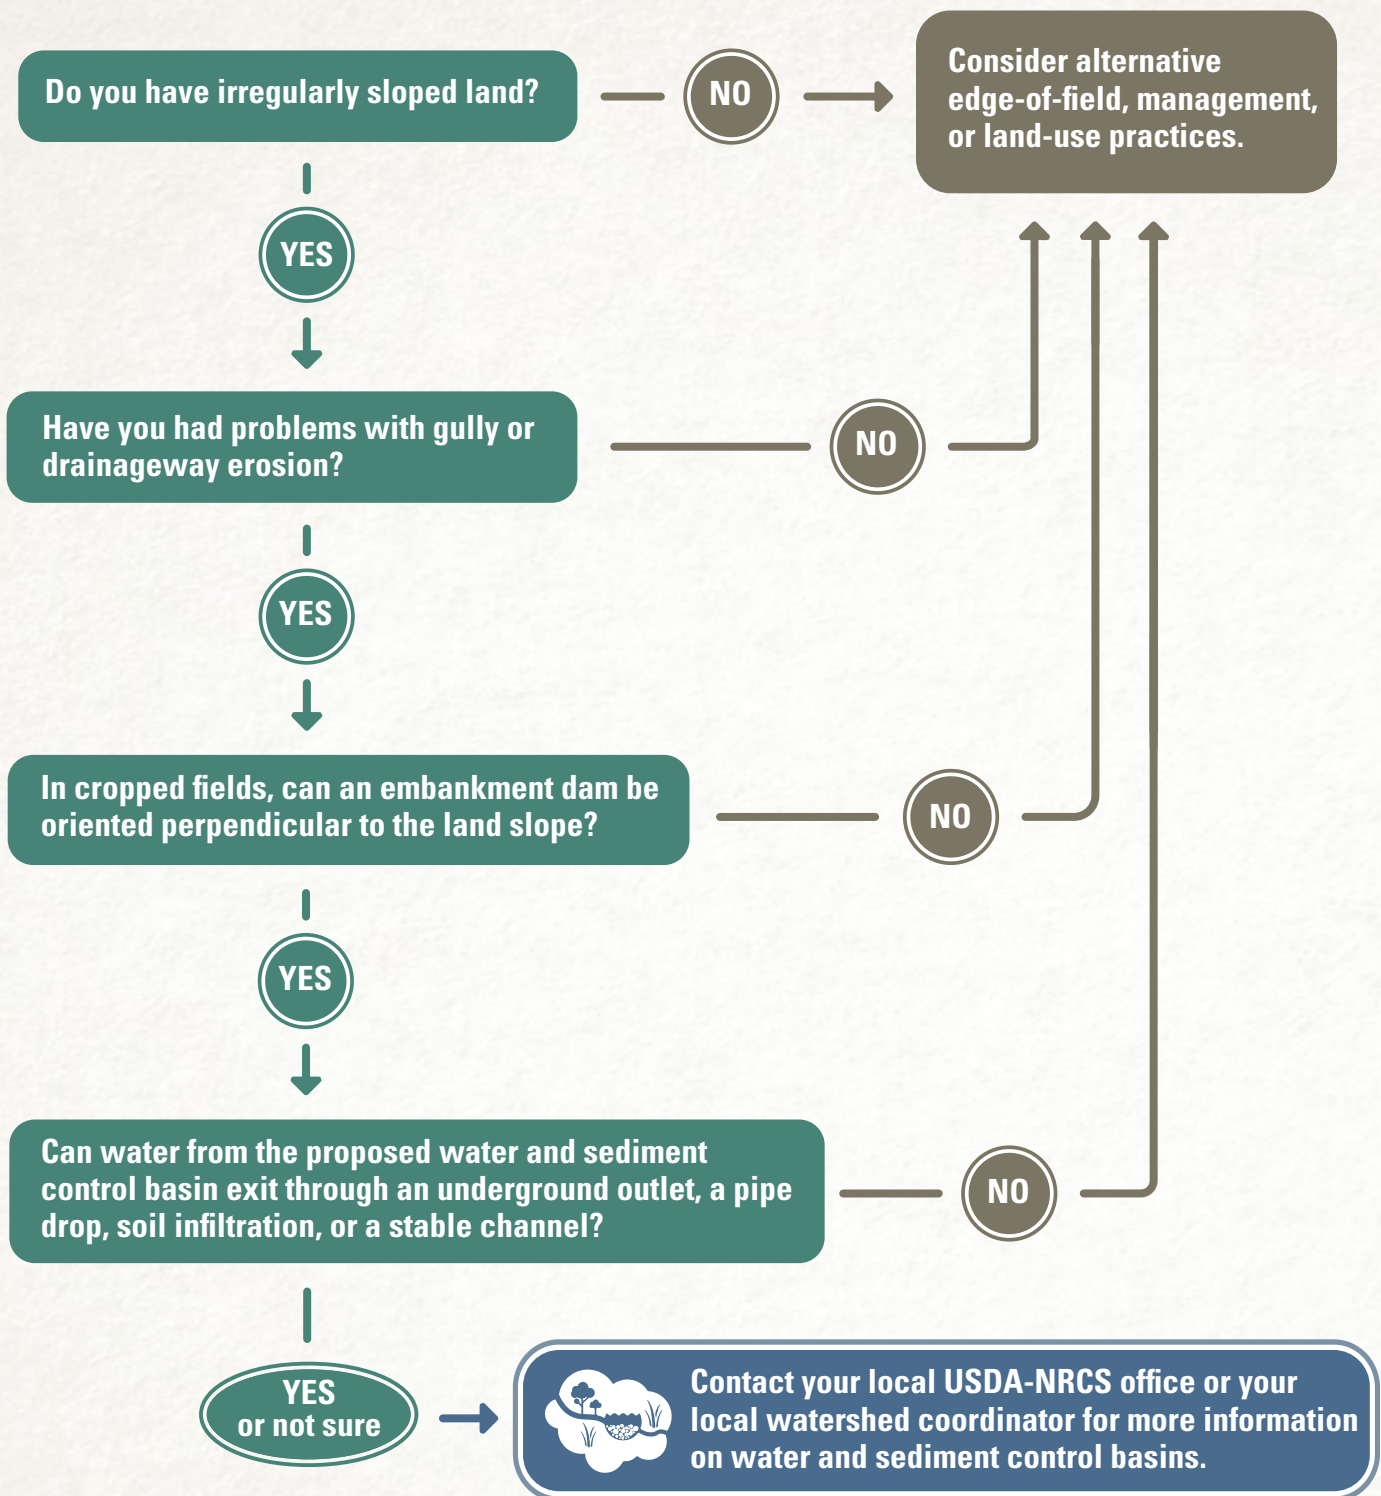 Do you have irregularly sloped land?
NO
Consider alternative
edge-of-field, management,
or land-use practices.
YES
Have you had problems with gully or
drainageway erosion?
NO
YES
In cropped fields, can an embankment dam be
oriented perpendicular to the land slope?
NO
YES
Can water from the proposed water and sediment
control basin exit through an underground outlet, a pipe
drop, soil infiltration, or a stable channel?
NO
YES
or not sure
Contact your local USDA-NRCS office or your
local watershed coordinator for more information
on water and sediment control basins.